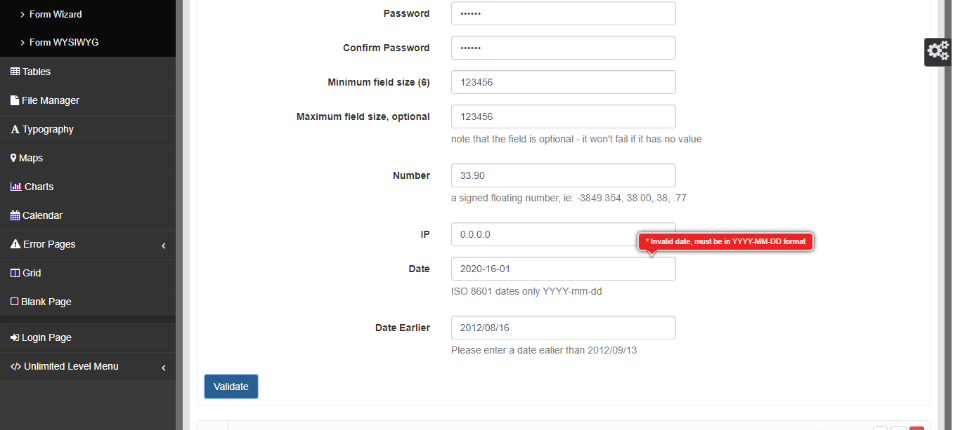 Form Wizard
Form WYSIWYG
Tables
File Manager
Typography
Maps
Charts
Calendar
Error Pages
Grid
Blank Page
Login Page
</> Unlimited Level Menu
Password ······
Confirm Password ······
Minimum field size (6) 123456
Maximum field size, optional 123456
note that the field is optional - it won't fail if it has no value
Number 33.90
a signed floating number, ie: -3849.354, 38.00, 38, .77
IP 0.0.0.0
* Invalid date, must be in YYYY-MM-DD format
Date 2020-16-01
ISO 8601 dates only YYYY-mm-dd
Date Earlier 2012/08/16
Please enter a date ealier than 2012/09/13
Validate